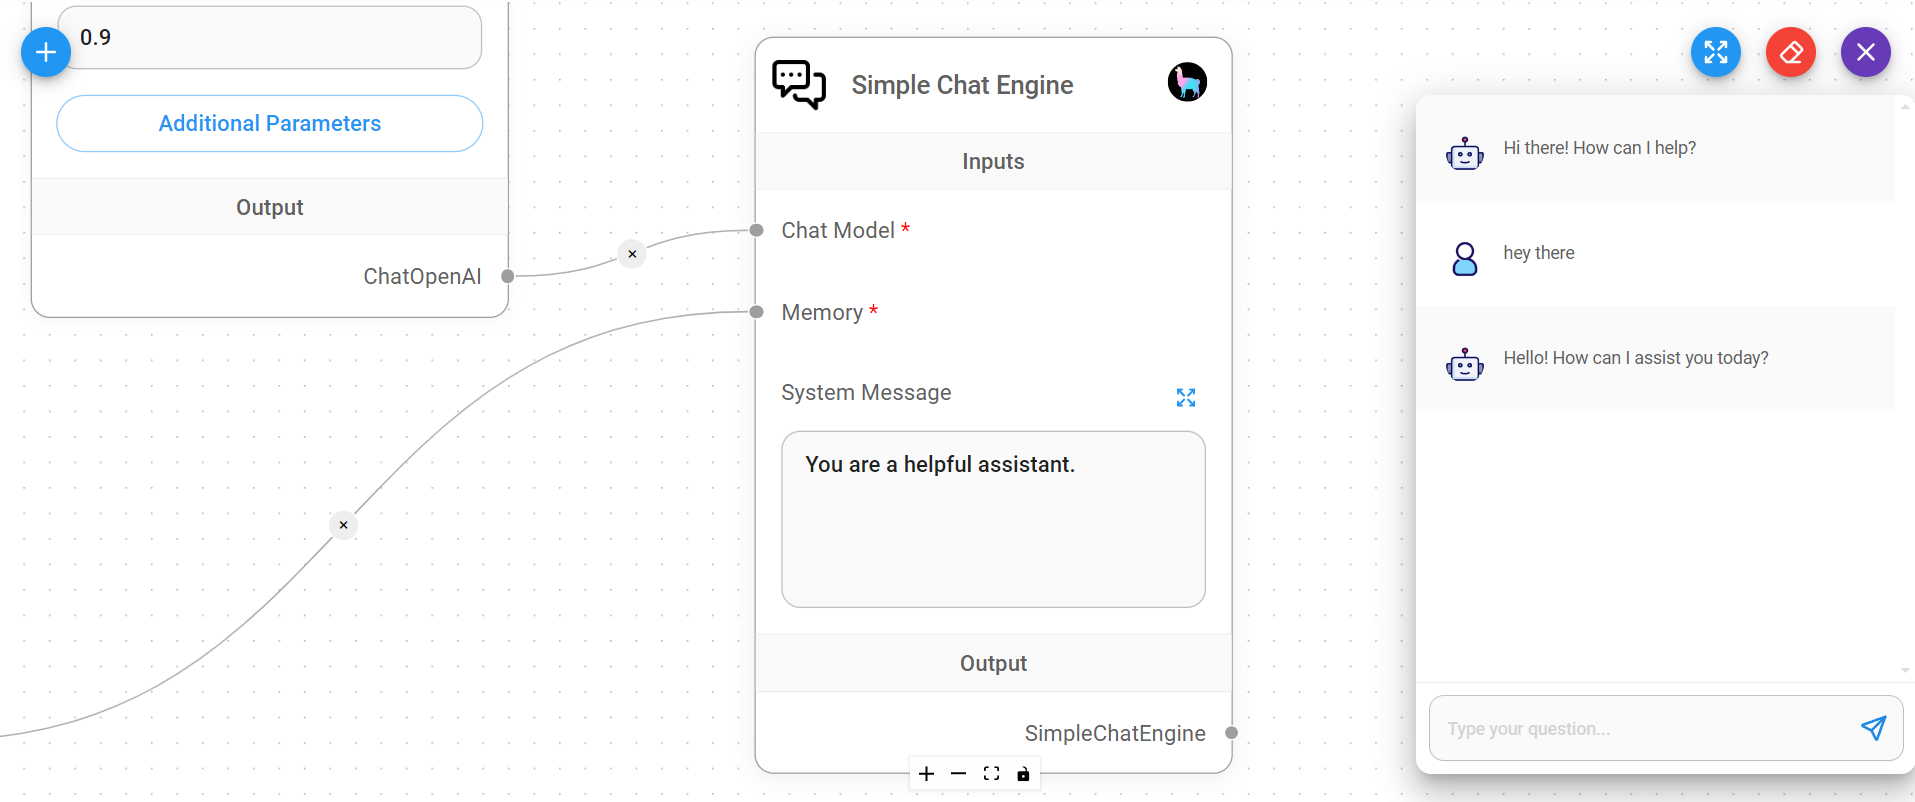 0.9
Additional Parameters
Output
ChatOpenAI
Simple Chat Engine
Inputs
Chat Model *
Memory *
System Message
You are a helpful assistant.
Output
SimpleChatEngine
Hi there! How can I help?
hey there
Hello! How can I assist you today?
Type your question...